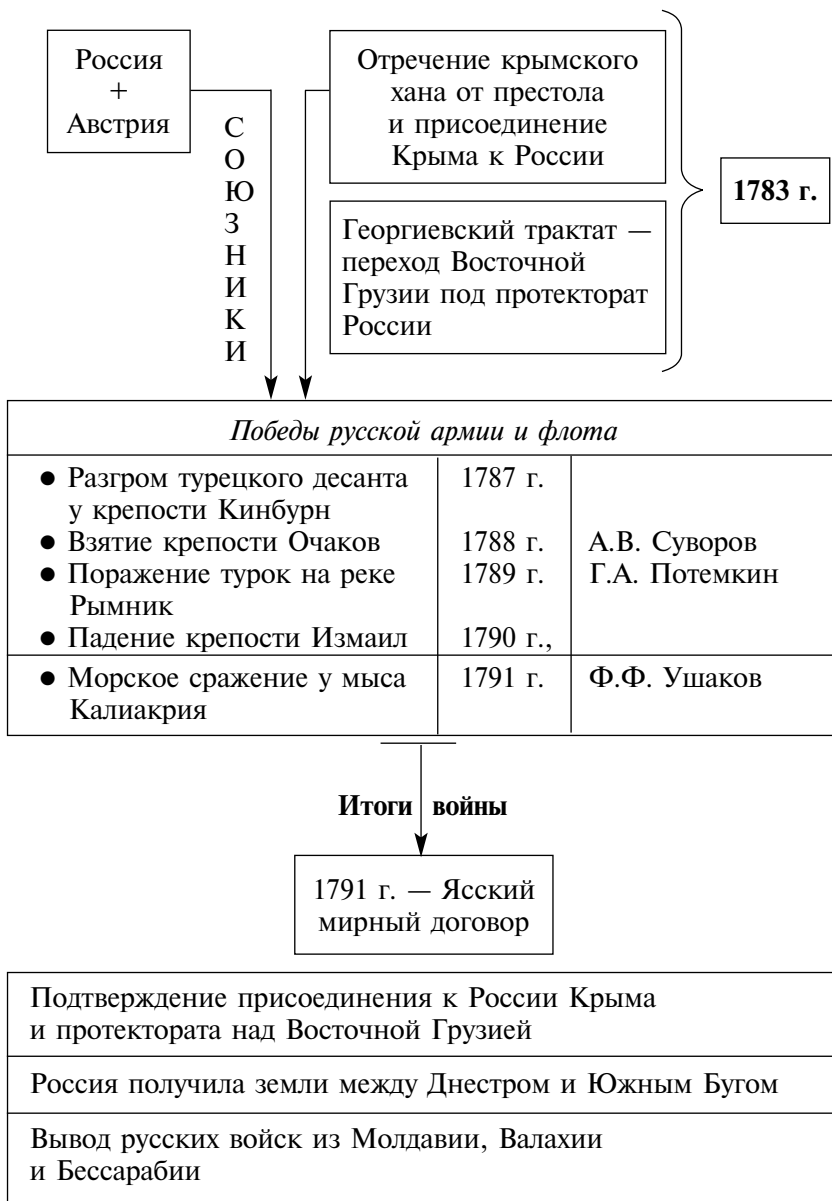 Россия
+
Австрия
СОЮЗНИКИ
Отречение крымского
хана от престола
и присоединение
Крыма к России
Георгиевский трактат —
переход Восточной
Грузии под протекторат
России
1783 г.
Победы русской армии и флота
● Разгром турецкого десанта 1787 г.
у крепости Кинбурн
● Взятие крепости Очаков 1788 г. А.В. Суворов
● Поражение турок на реке 1789 г. Г.А. Потемкин
Рымник
● Падение крепости Измаил 1790 г.,
● Морское сражение у мыса 1791 г. Ф.Ф. Ушаков
Калиакрия
Итоги войны
1791 г. — Ясский
мирный договор
Подтверждение присоединения к России Крыма
и протектората над Восточной Грузией
Россия получила земли между Днестром и Южным Бугом
Вывод русских войск из Молдавии, Валахии
и Бессарабии